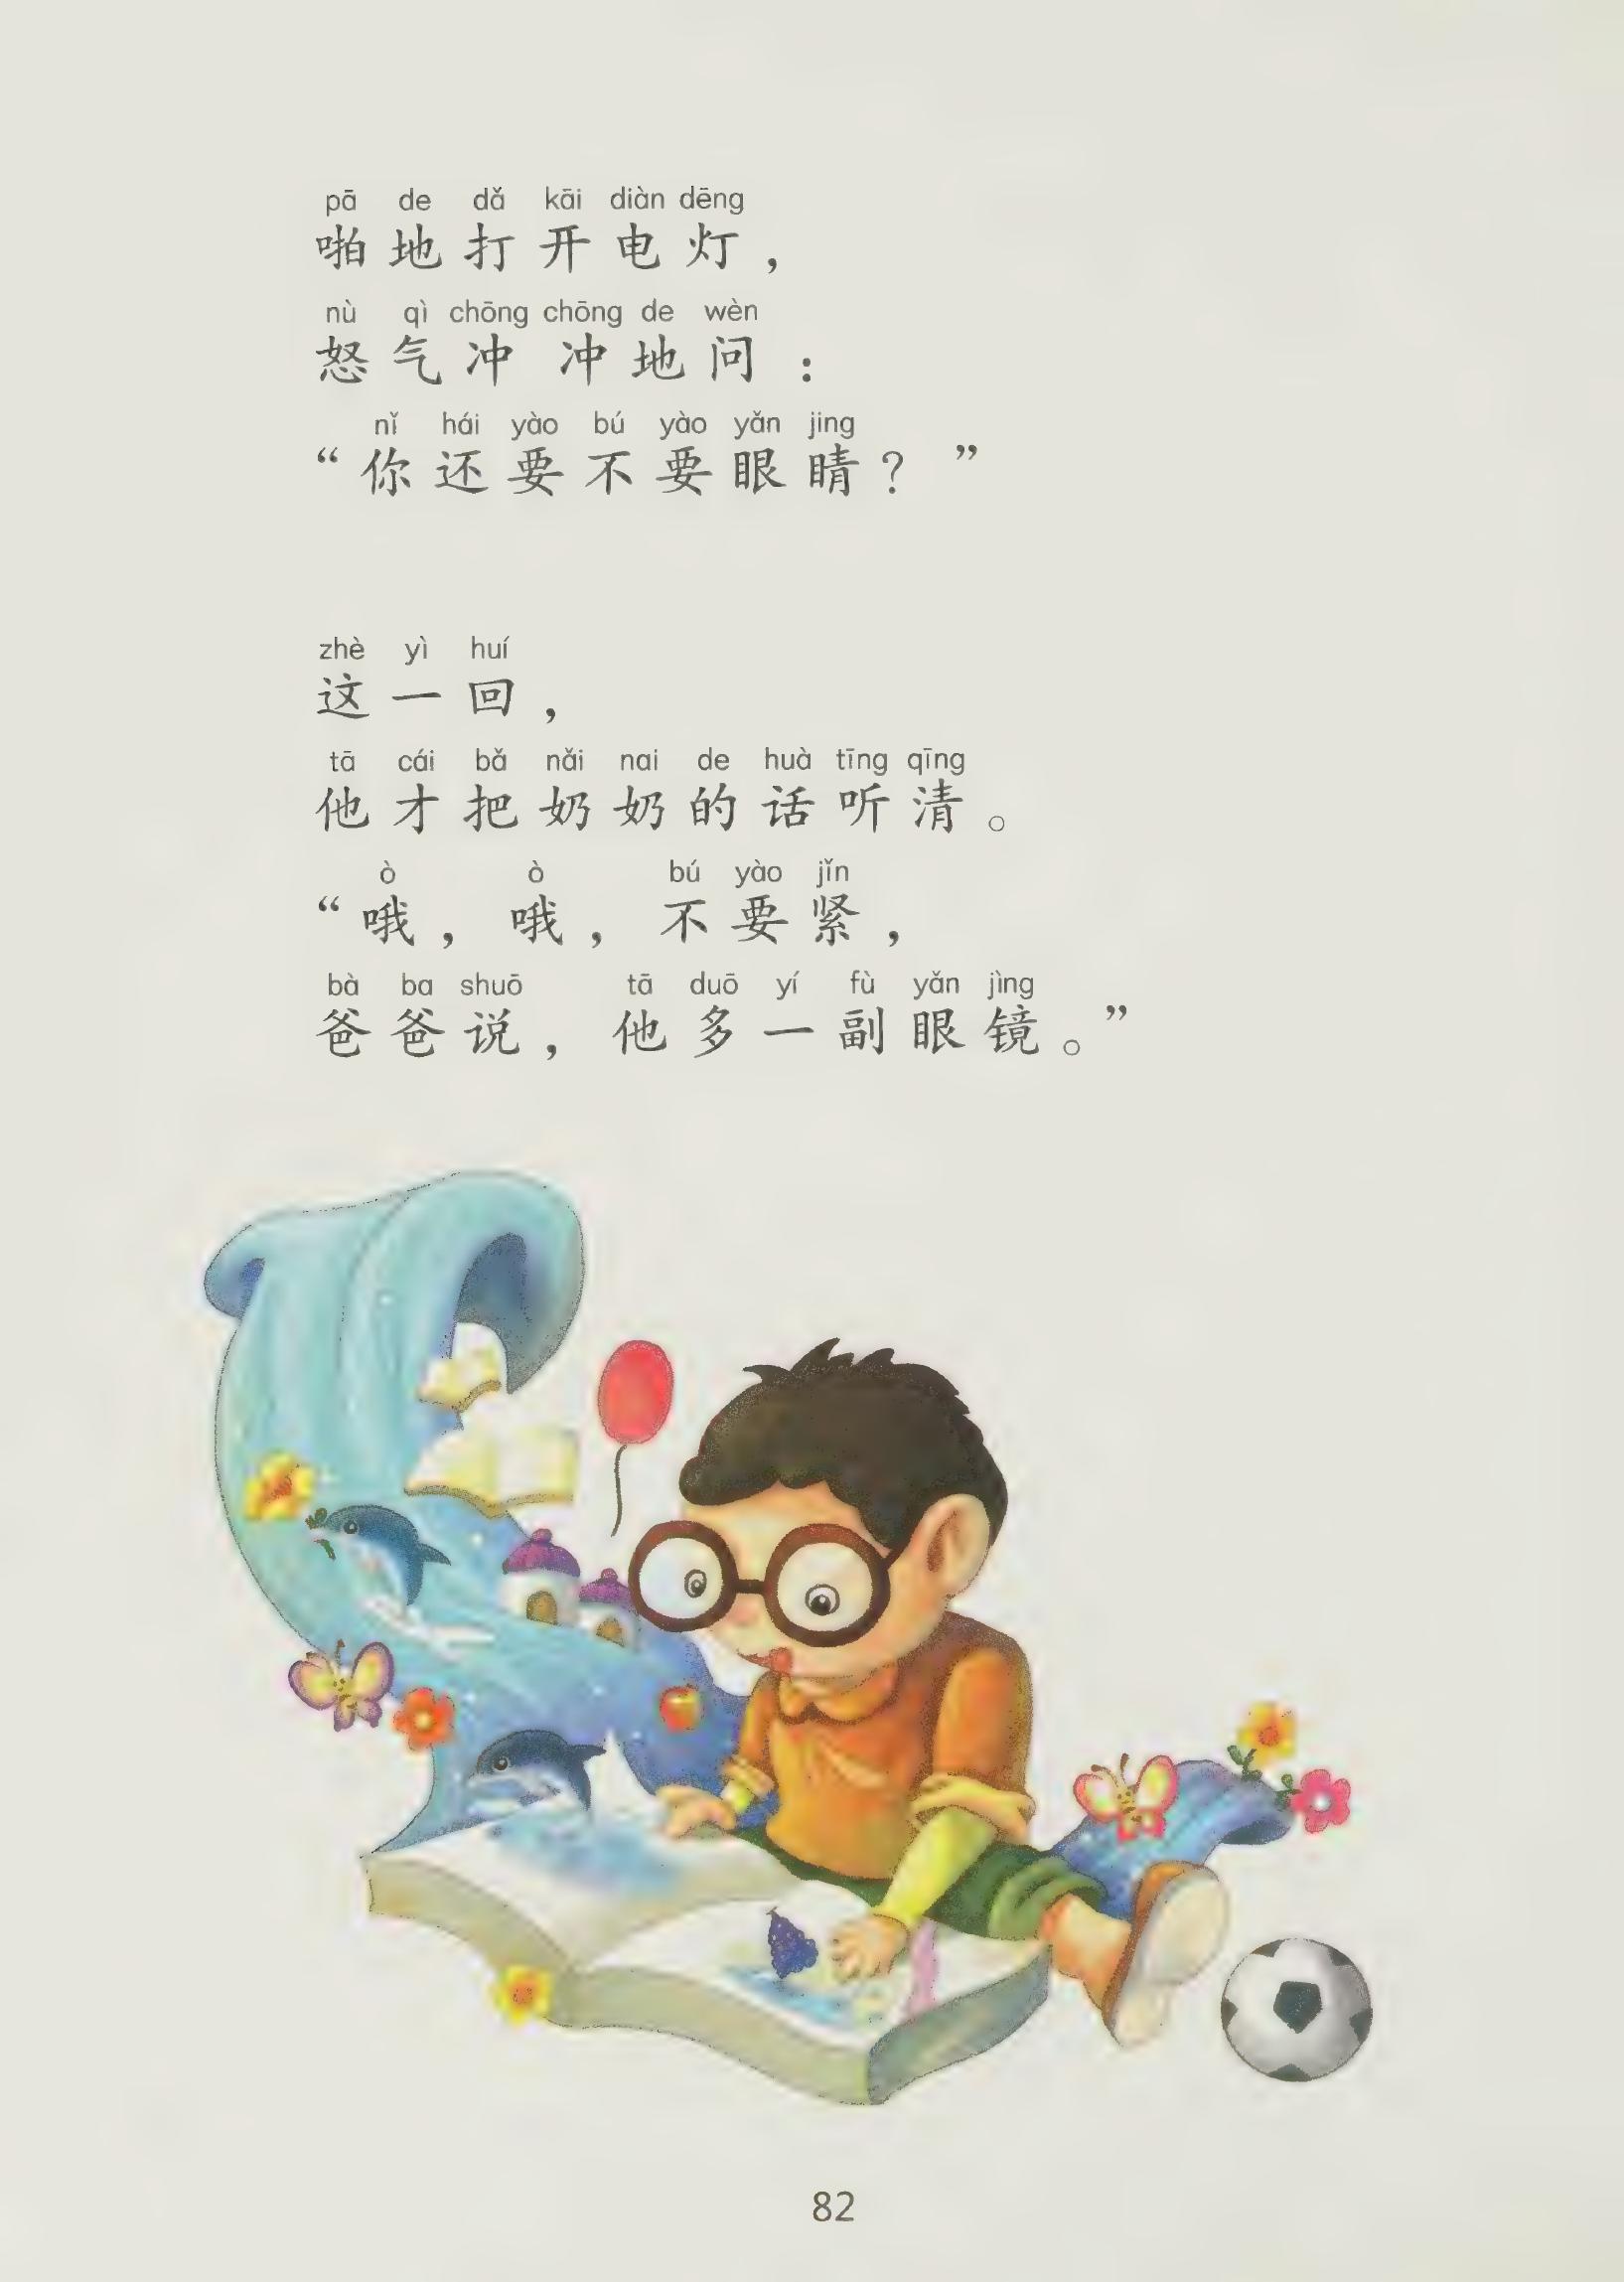 pā de dǎ kāi diàn dēng
啪地打开电灯，
nù qì chōng chōng de wèn
怒气冲冲地问：
nǐ hái yào bú yào yǎn jing
“你还要不要眼睛？”
zhè yì huí
这一回，
tā cái bǎ nǎi nai de huà tīng qīng
他才把奶奶的话听清。
ò ò bú yào jǐn
“哦，哦，不要紧，
bà ba shuō tā duō yí fù yǎn jìng
爸爸说，他多一副眼镜。”
82